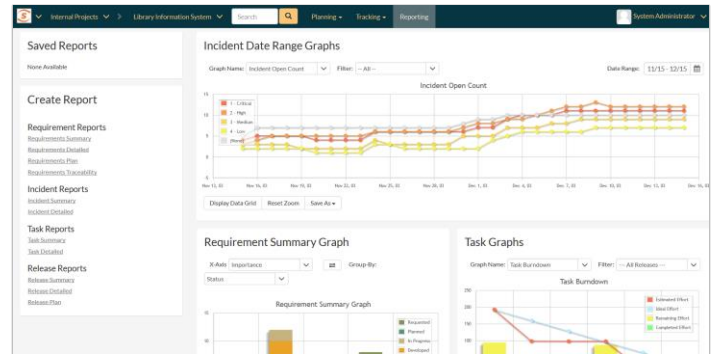 Internal Projects
Library Information System
Search
Planning
Tracking
Reporting
System Administrator
Saved Reports
None Available
Create Report
Requirement Reports
Requirements Summary
Requirements Detailed
Requirements Plan
Requirements Traceability
Incident Reports
Incident Summary
Incident Detailed
Task Reports
Task Summary
Task Detailed
Release Reports
Release Summary
Release Detailed
Release Plan
Incident Date Range Graphs
Graph Name: Incident Open Count Filter: -- All --
Date Range: 11/15 - 12/15
Incident Open Count
1 - Critical
2 - High
3 - Medium
4 - Low
(None)
Display Data Grid Reset Zoom Save As
Requirement Summary Graph
X-Axis Importance Group-By:
Status
Requirement Summary Graph
Requested
Planned
In Progress
Developed
Task Graphs
Graph Name: Task Burndown Filter: -- All Releases --
Task Burndown
250
200
150
100
Estimated Effort
Ideal Effort
Remaining Effort
Completed Effort